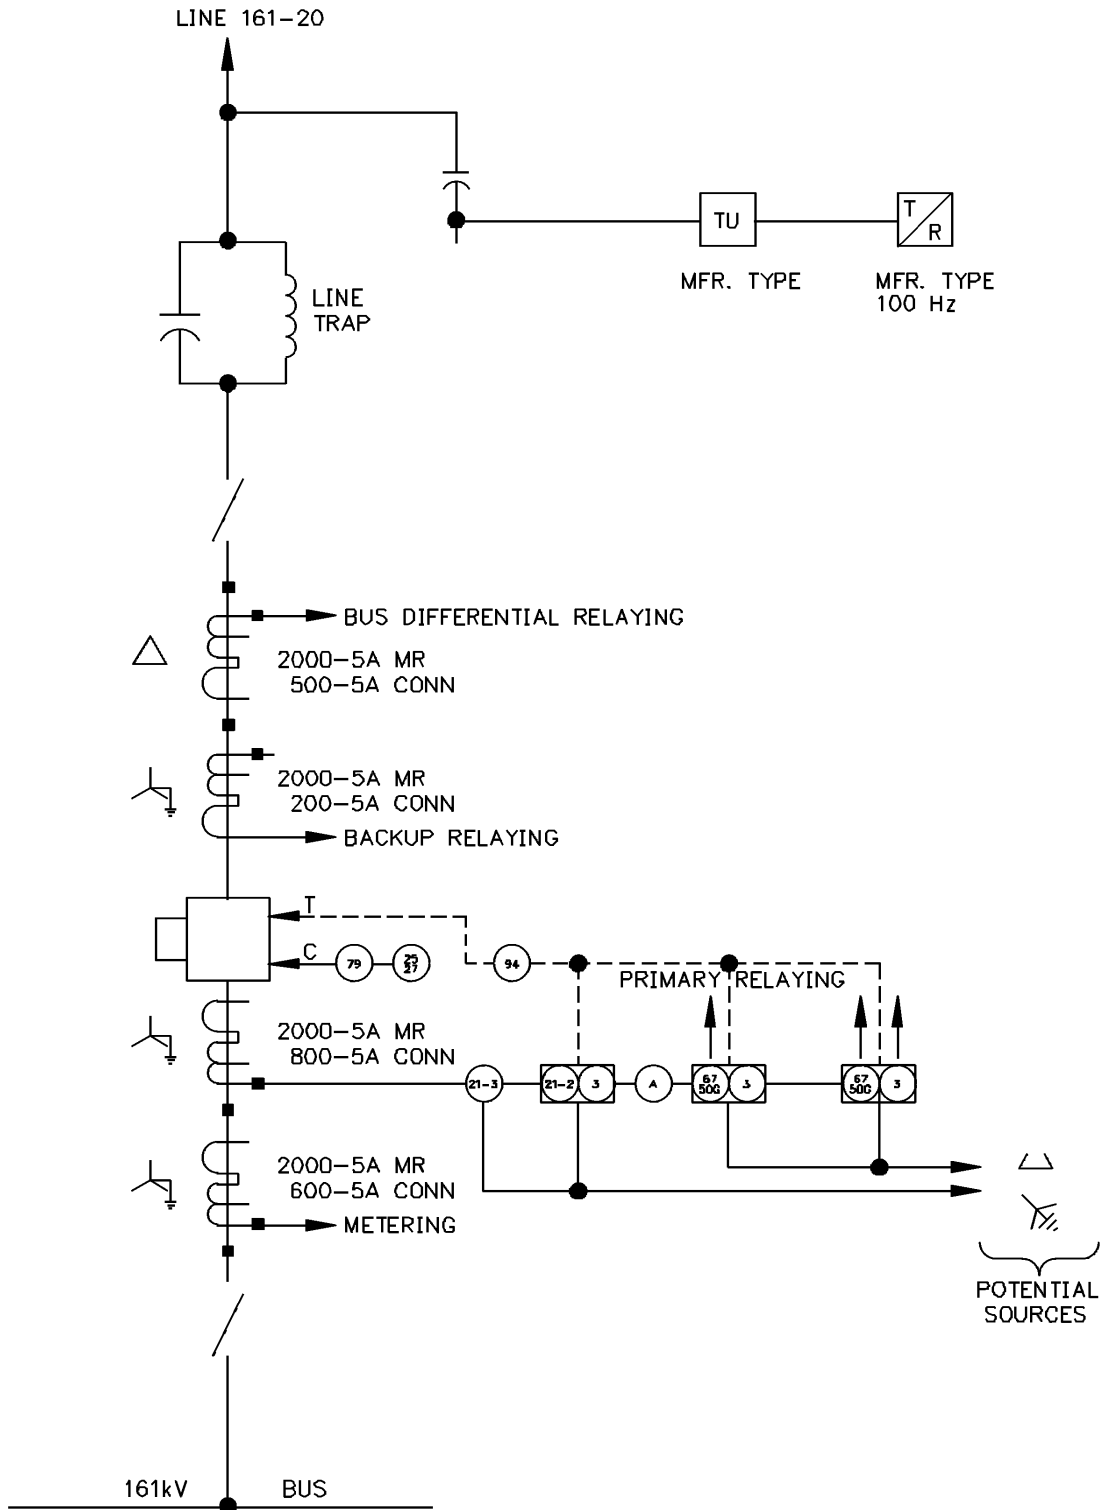 LINE 161-20
TU
T
R
MFR. TYPE
MFR. TYPE
100 Hz
LINE
TRAP
BUS DIFFERENTIAL RELAYING
2000-5A MR
500-5A CONN
2000-5A MR
200-5A CONN
BACKUP RELAYING
T
C
79
25
27
94
PRIMARY RELAYING
2000-5A MR
800-5A CONN
21-3
21-2
3
A
67
50G
3
67
50G
3
2000-5A MR
600-5A CONN
METERING
POTENTIAL
SOURCES
161kV BUS